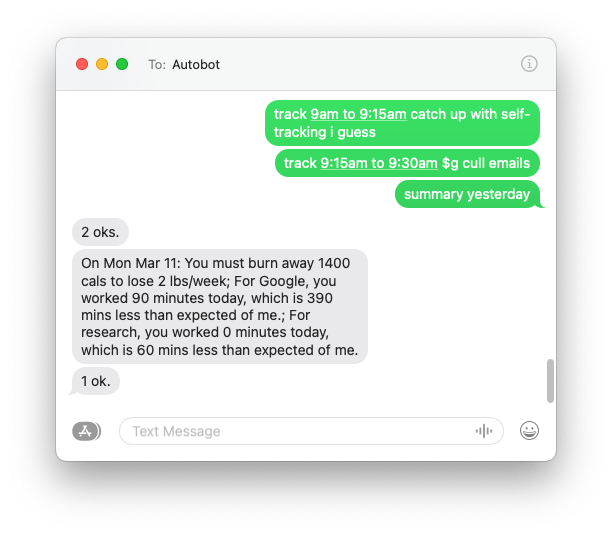 To: Autobot
track 9am to 9:15am catch up with self-
tracking i guess
track 9:15am to 9:30am $g cull emails
summary yesterday
2 oks.
On Mon Mar 11: You must burn away 1400
cals to lose 2 lbs/week; For Google, you
worked 90 minutes today, which is 390
mins less than expected of me.; For
research, you worked 0 minutes today,
which is 60 mins less than expected of me.
1 ok.
Text Message